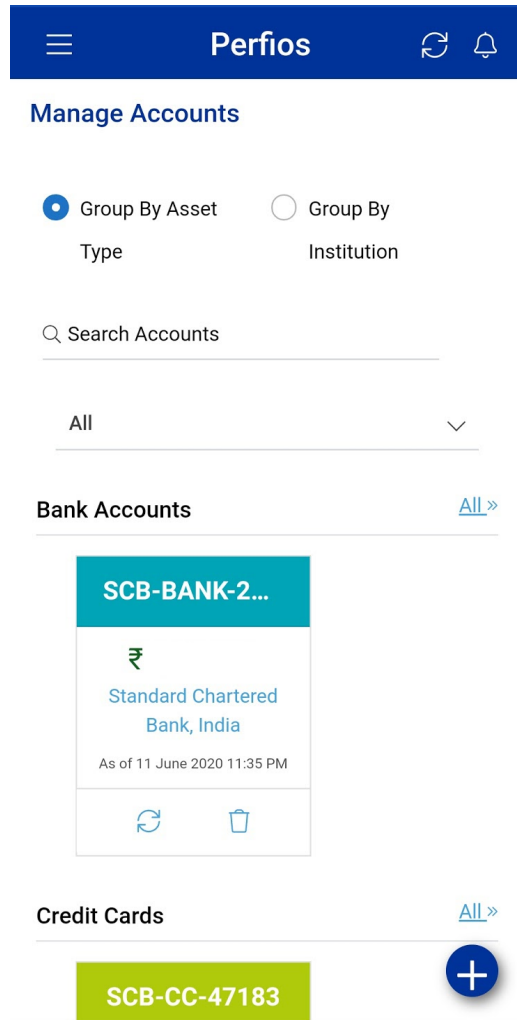 Perfios
Manage Accounts
Group By Asset
Type
Group By
Institution
Search Accounts
All
Bank Accounts
All »
SCB-BANK-2...
₹
Standard Chartered
Bank, India
As of 11 June 2020 11:35 PM
Credit Cards
All »
SCB-CC-47183